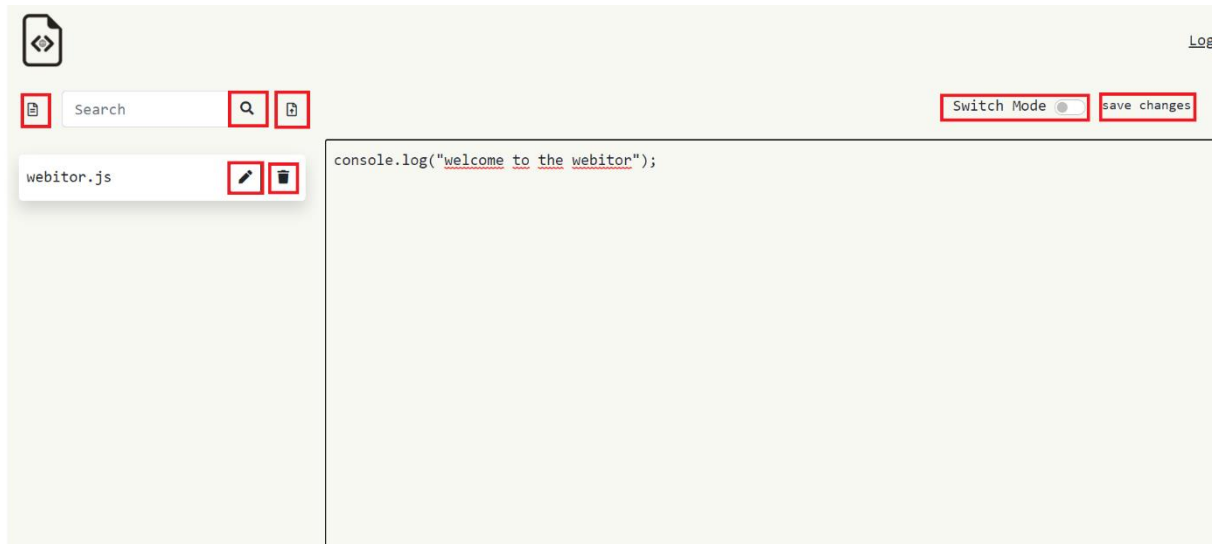 Log
Search
Switch Mode
save changes
webitor.js
console.log("welcome to the webitor");